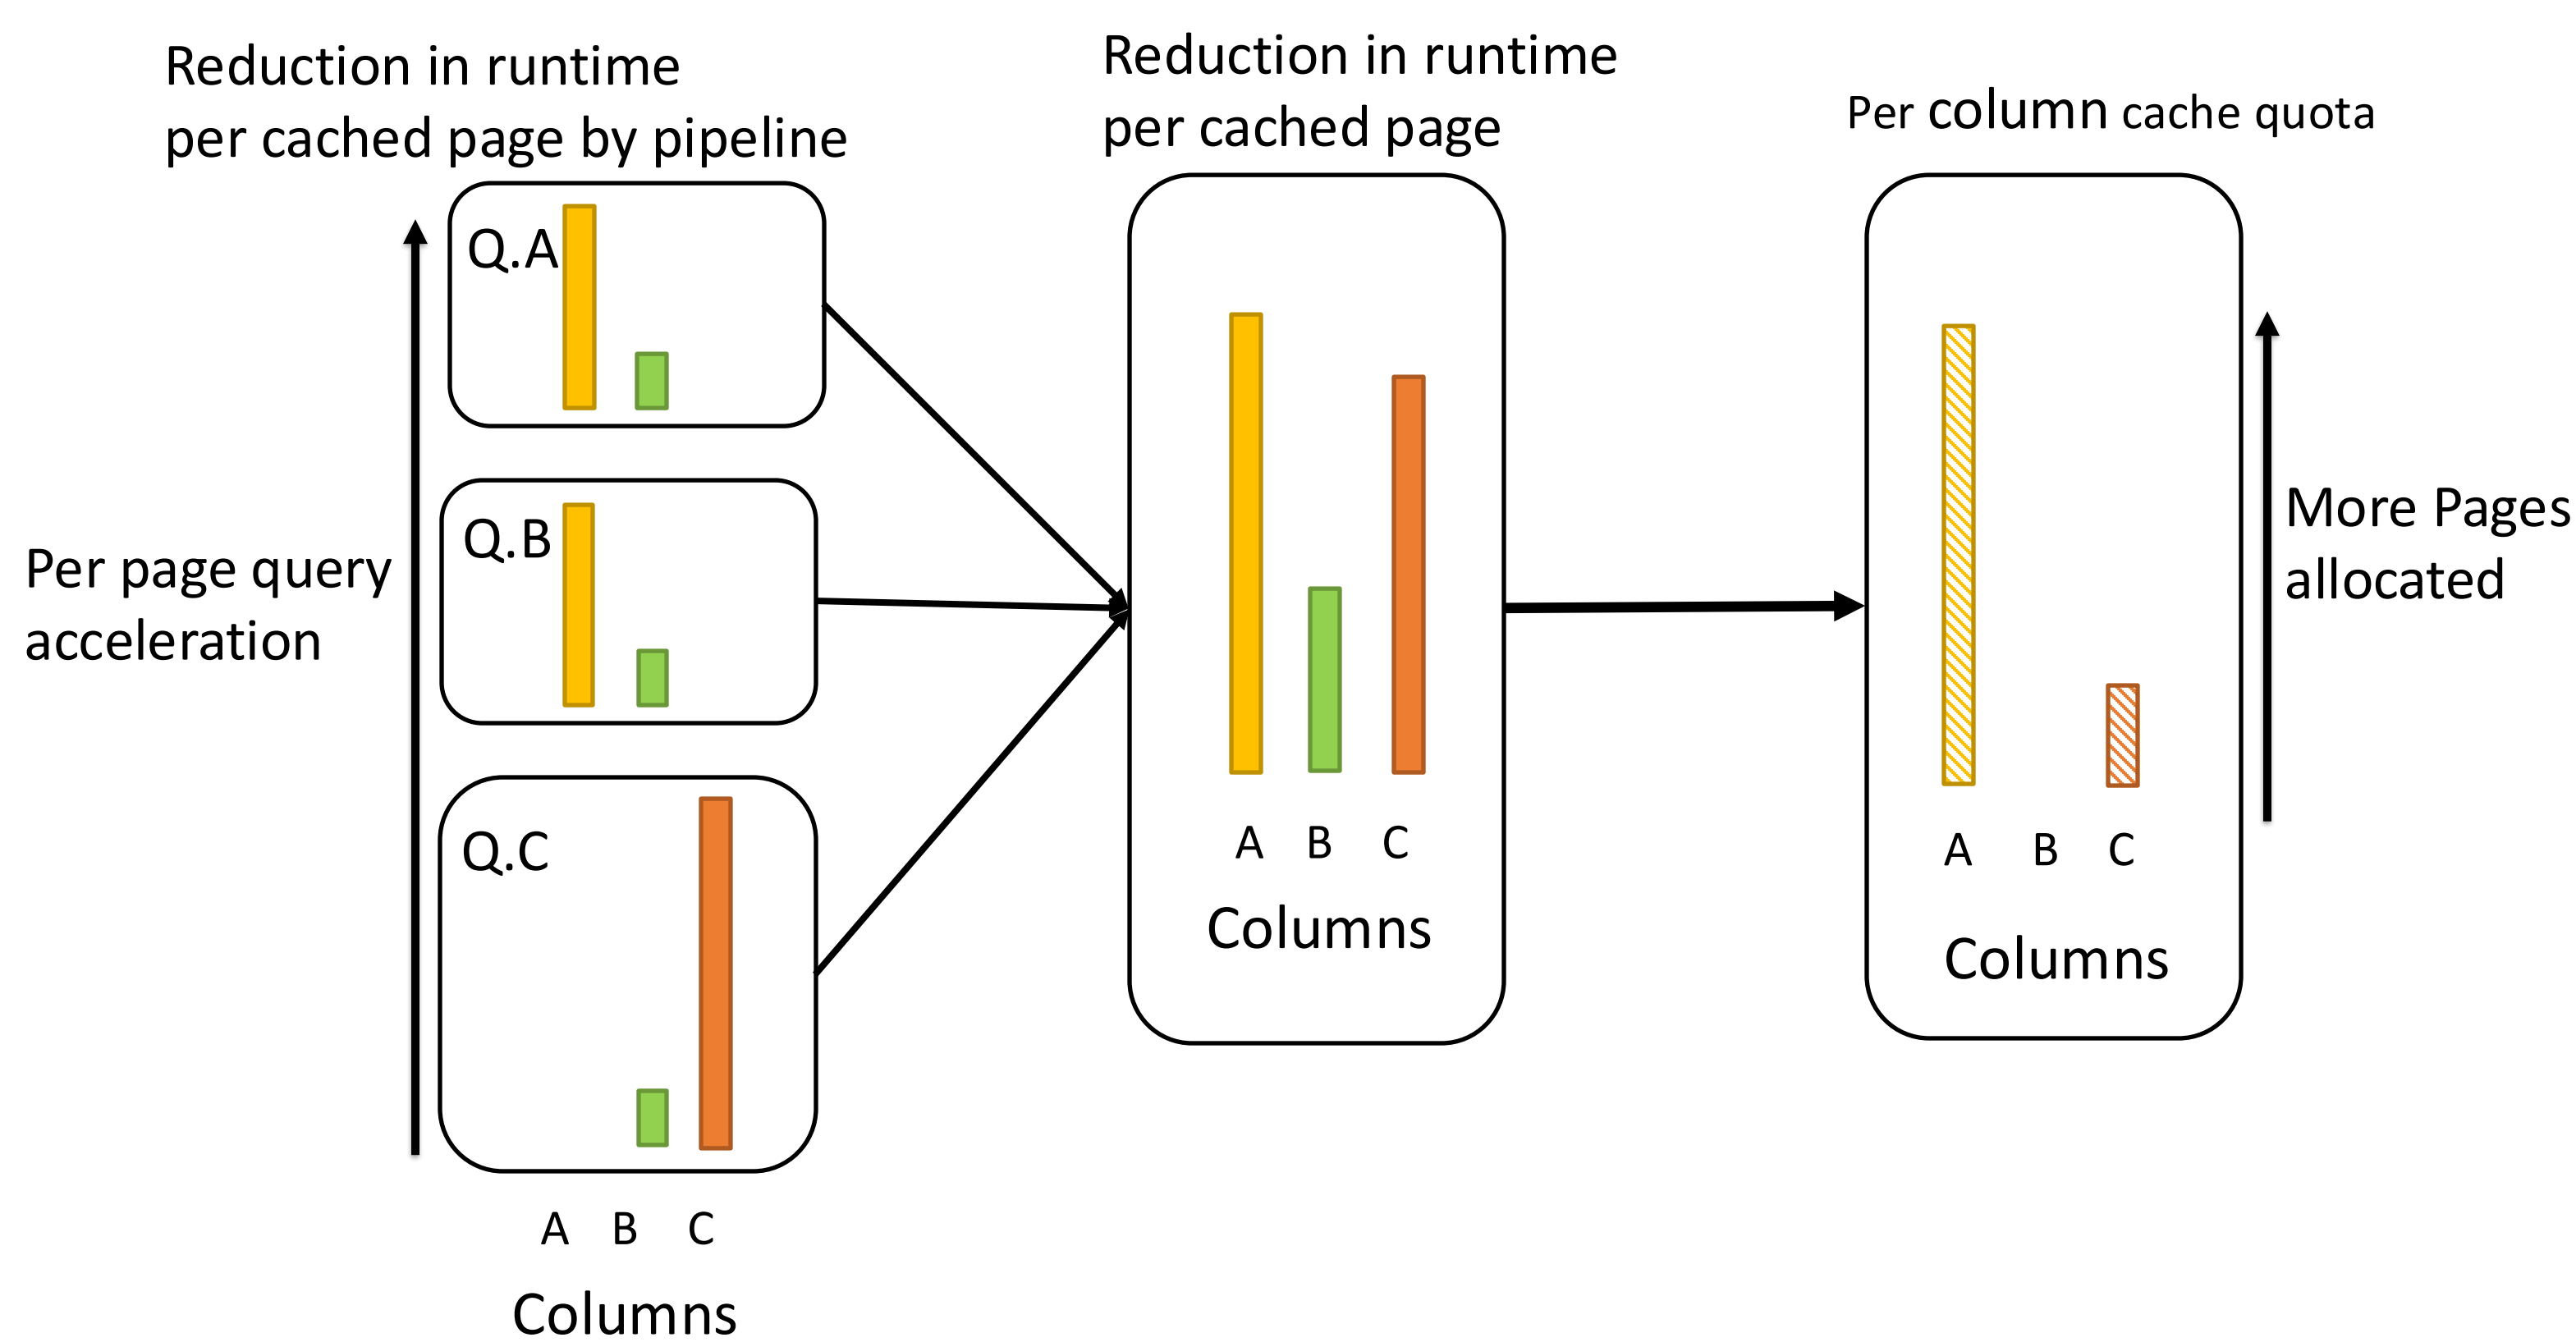 Reduction in runtime
per cached page by pipeline
Q.A
Q.B
Q.C
Per page query
acceleration
A B C
Columns
Reduction in runtime
per cached page
A B C
Columns
Per column cache quota
A B C
Columns
More Pages
allocated